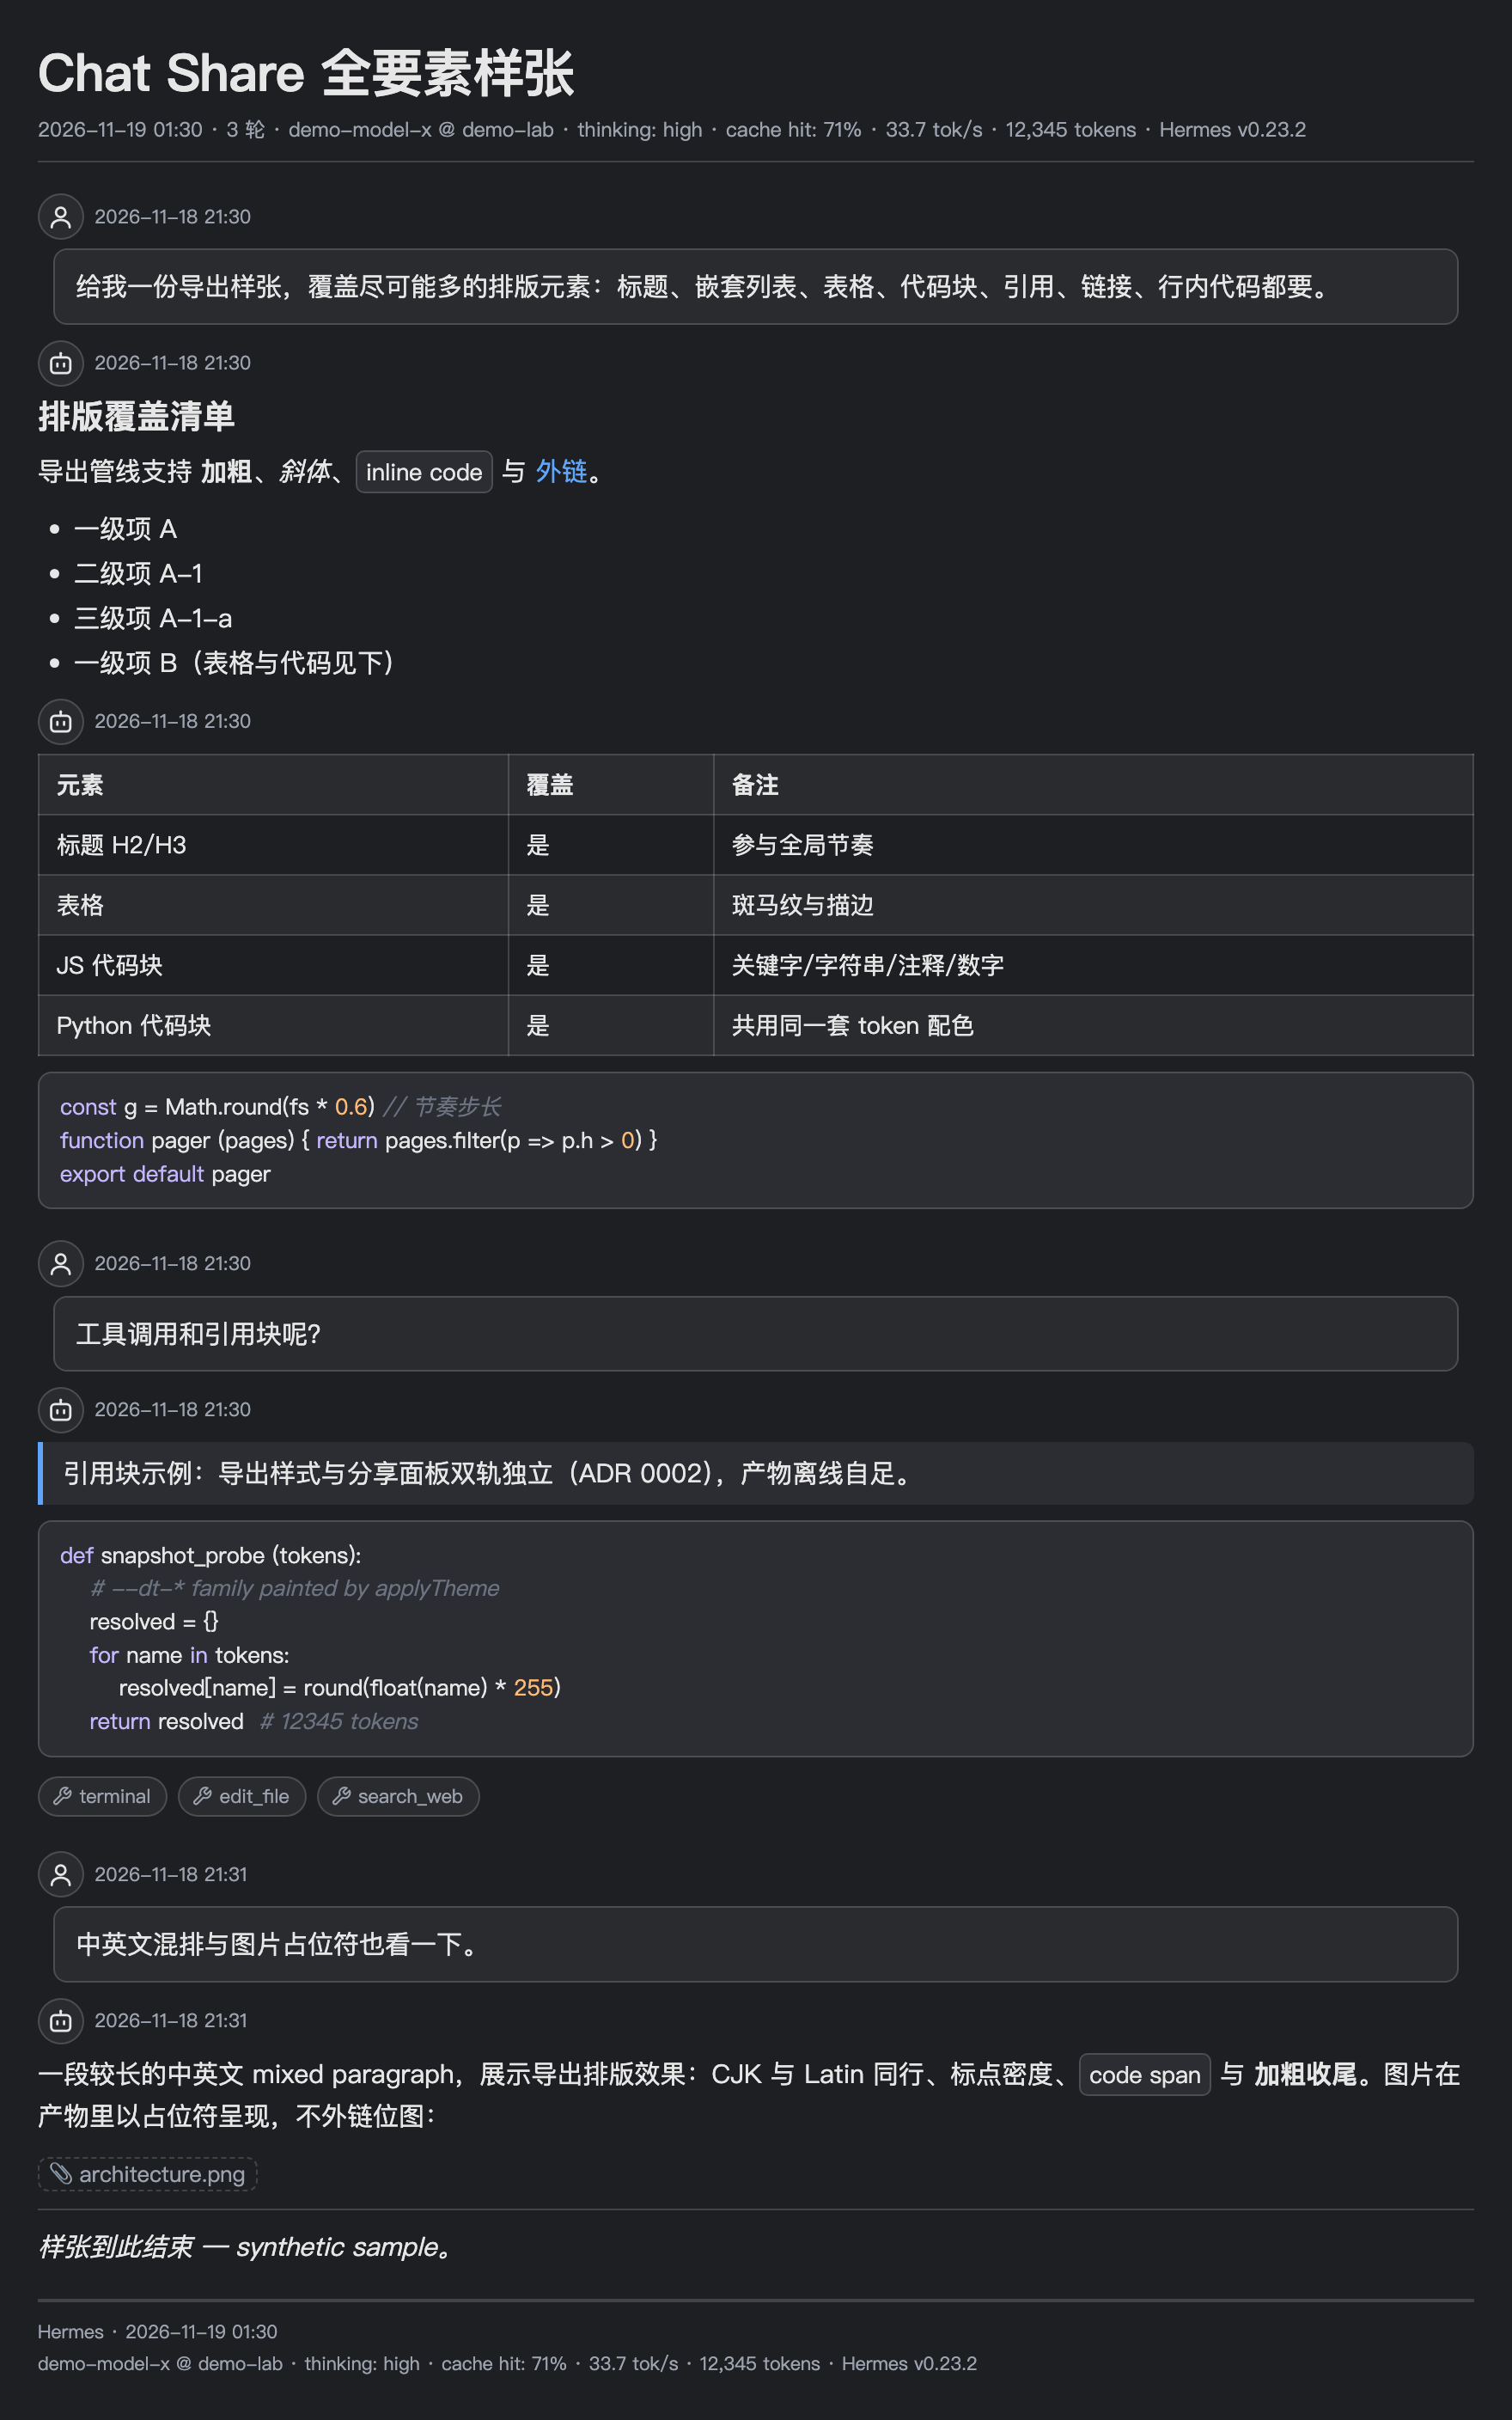 Chat Share 全要素样张
2026-11-19 01:30 · 3 轮 · demo-model-x @ demo-lab · thinking: high · cache hit: 71% · 33.7 tok/s · 12,345 tokens · Hermes v0.23.2
2026-11-18 21:30
给我一份导出样张，覆盖尽可能多的排版元素：标题、嵌套列表、表格、代码块、引用、链接、行内代码都要。
2026-11-18 21:30
排版覆盖清单
导出管线支持 加粗、斜体、 inline code 与 外链。
• 一级项 A
• 二级项 A-1
• 三级项 A-1-a
• 一级项 B（表格与代码见下）
2026-11-18 21:30
元素 覆盖 备注
标题 H2/H3 是 参与全局节奏
表格 是 斑马纹与描边
JS 代码块 是 关键字/字符串/注释/数字
Python 代码块 是 共用同一套 token 配色
const g = Math.round(fs * 0.6) // 节奏步长
function pager (pages) { return pages.filter(p => p.h > 0) }
export default pager
2026-11-18 21:30
工具调用和引用块呢？
2026-11-18 21:30
引用块示例：导出样式与分享面板双轨独立（ADR 0002），产物离线自足。
def snapshot_probe (tokens):
# --dt-* family painted by applyTheme
resolved = {}
for name in tokens:
resolved[name] = round(float(name) * 255)
return resolved # 12345 tokens
terminal edit_file search_web
2026-11-18 21:31
中英文混排与图片占位符也看一下。
2026-11-18 21:31
一段较长的中英文 mixed paragraph，展示导出排版效果：CJK 与 Latin 同行、标点密度、 code span 与 加粗收尾。图片在
产物里以占位符呈现，不外链位图：
📎 architecture.png
样张到此结束 — synthetic sample。
Hermes · 2026-11-19 01:30
demo-model-x @ demo-lab · thinking: high · cache hit: 71% · 33.7 tok/s · 12,345 tokens · Hermes v0.23.2